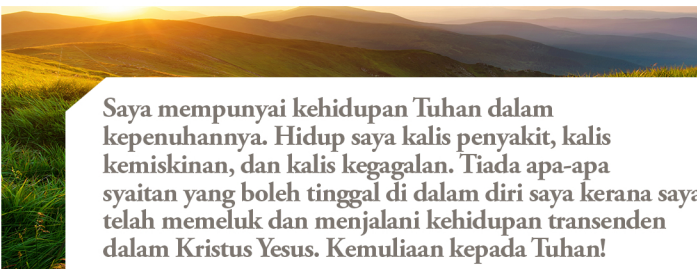 Saya mempunyai kehidupan Tuhan dalam
kepenuhannya. Hidup saya kalis penyakit, kalis
kemiskinan, dan kalis kegagalan. Tiada apa-apa
syaitan yang boleh tinggal di dalam diri saya kerana saya
telah memeluk dan menjalani kehidupan transenden
dalam Kristus Yesus. Kemuliaan kepada Tuhan!